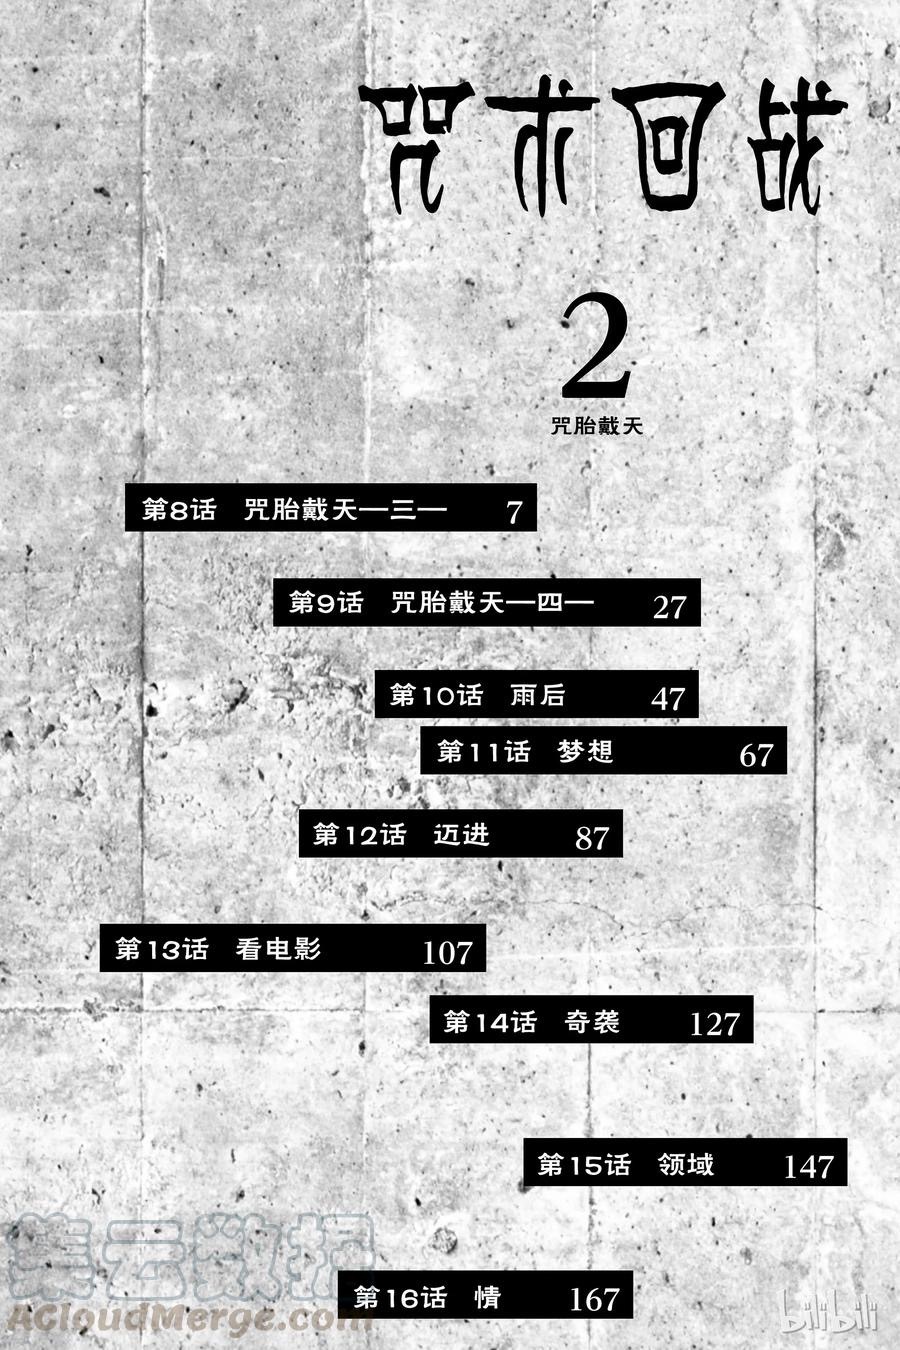 咒术回战
2
咒胎戴天
第8话 咒胎戴天—三— 7
第9话 咒胎戴天—四— 27
第10话 雨后 47
第11话 梦想 67
第12话 迈进 87
第13话 看电影 107
第14话 奇袭 127
第15话 领域 147
第16话 情 167
集云数据
ACloudMerge.com
bilibili